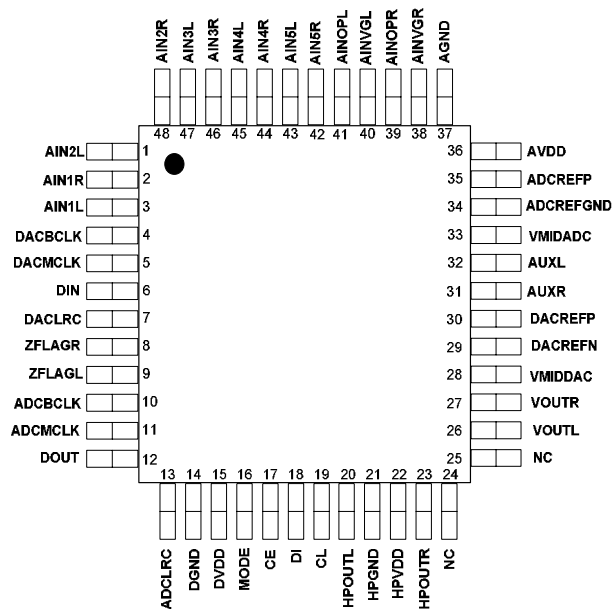 AIN2R AIN3L AIN3R AIN4L AIN4R AIN5L AIN5R AINOPL AINVGL AINOPR AINVGR AGND
48 47 46 45 44 43 42 41 40 39 38 37
AIN2L 1 36 AVDD
AIN1R 2 35 ADCREFP
AIN1L 3 34 ADCREFGND
DACBCLK 4 33 VMIDADC
DACMCLK 5 32 AUXL
DIN 6 31 AUXR
DACLRC 7 30 DACREFP
ZFLAGR 8 29 DACREFN
ZFLAGL 9 28 VMIDDAC
ADCBCLK 10 27 VOUTR
ADCMCLK 11 26 VOUTL
DOUT 12 25 NC
13 14 15 16 17 18 19 20 21 22 23 24
ADCLRC DGND DVDD MODE CE DI CL HPOUTL HPGND HPVDD HPOUTR NC